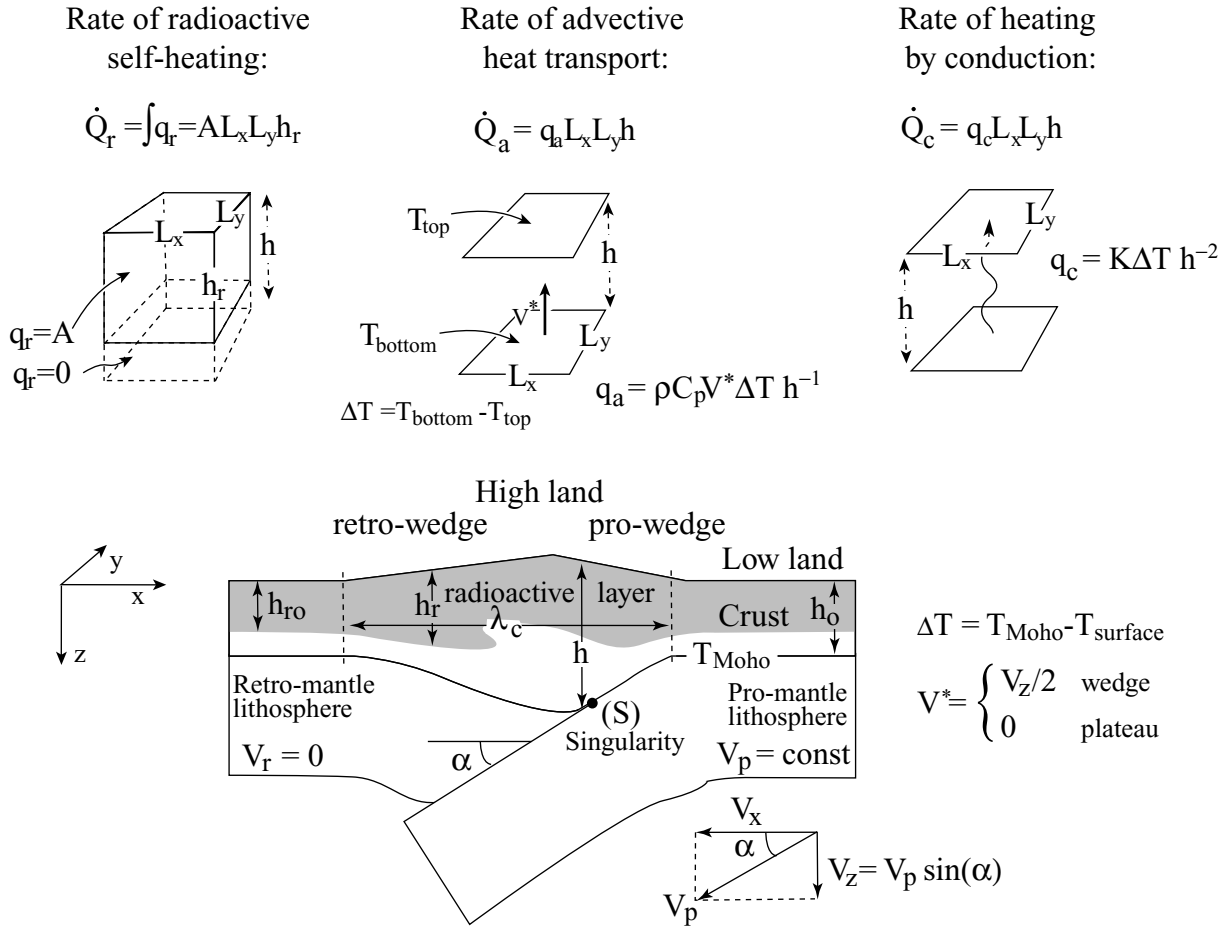 Rate of radioactive
self-heating:
Rate of advective
heat transport:
Rate of heating
by conduction:
Q̇r = ∫qr = ALxLyhr
Q̇a = qaLxLyh
Q̇c = qcLxLyh
Ly
Lx
h
hr
qr=A
qr=0
Ttop
h
V*
Tbottom
Ly
Lx
qa = ρCpV*ΔT h⁻¹
ΔT =Tbottom -Ttop
Ly
Lx
h
qc = KΔT h⁻²
High land
retro-wedge
pro-wedge
Low land
y
x
z
hro
hr
radioactive
layer
Crust
ho
λc
h
TMoho
ΔT = TMoho-Tsurface
Retro-mantle
lithosphere
Vr = 0
(S)
Singularity
α
Pro-mantle
lithosphere
Vp = const
V*= { Vz/2 wedge
0 plateau
Vx
α
Vz= Vp sin(α)
Vp